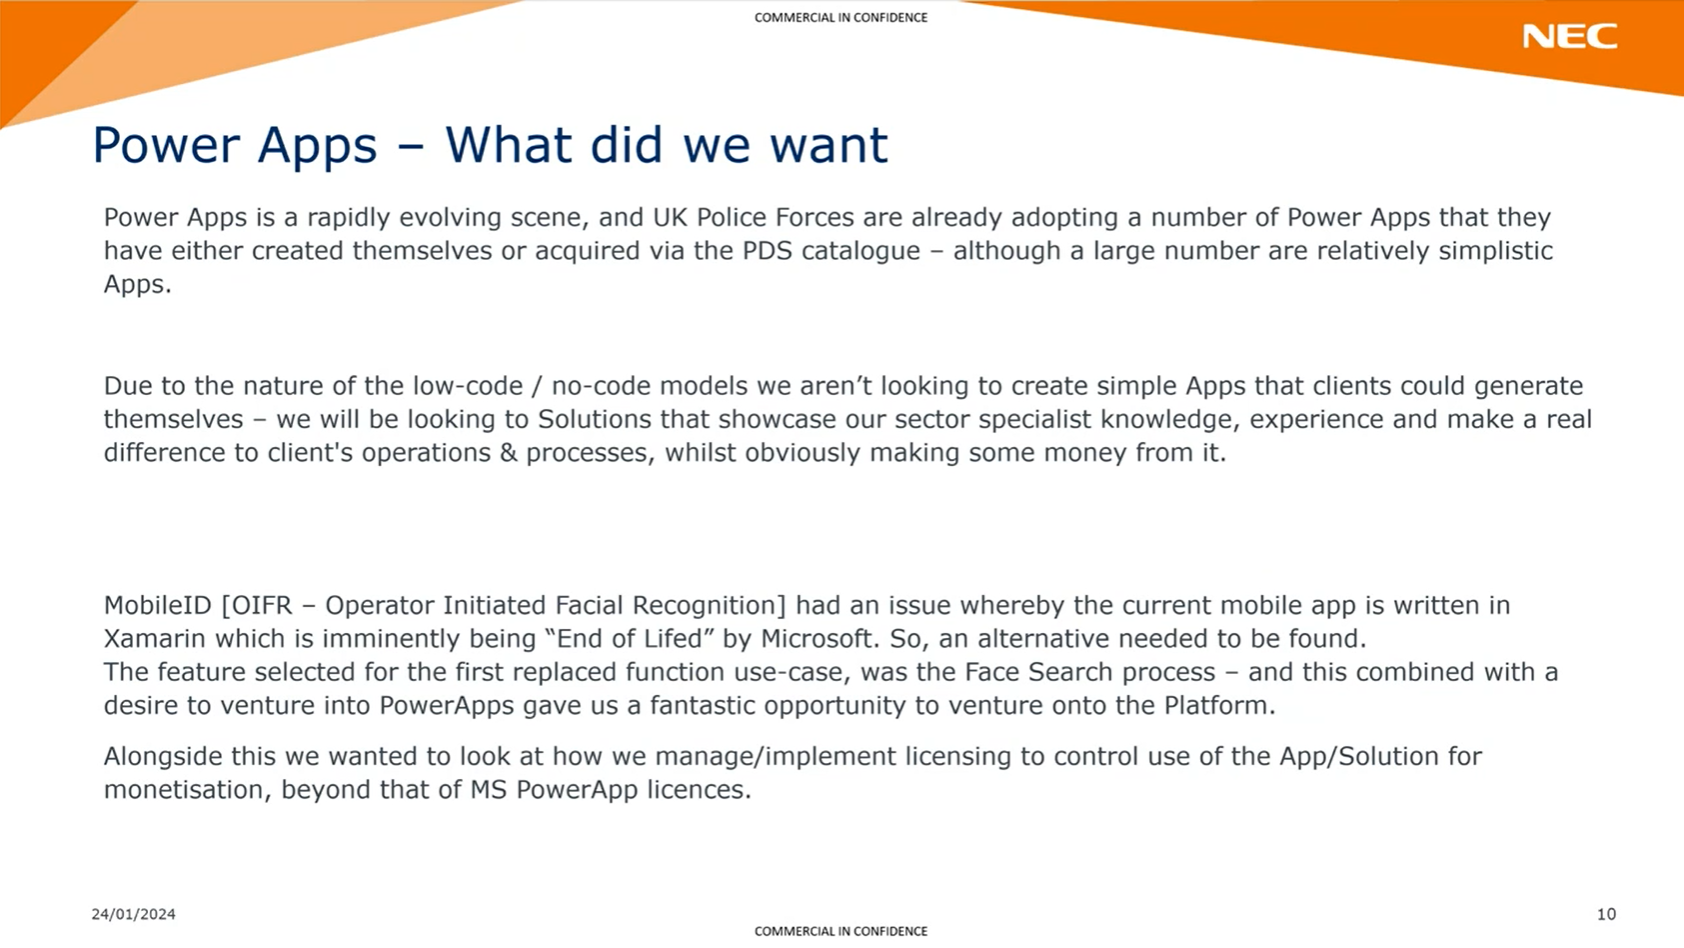 COMMERCIAL IN CONFIDENCE
NEC
Power Apps – What did we want
Power Apps is a rapidly evolving scene, and UK Police Forces are already adopting a number of Power Apps that they
have either created themselves or acquired via the PDS catalogue – although a large number are relatively simplistic
Apps.
Due to the nature of the low-code / no-code models we aren’t looking to create simple Apps that clients could generate
themselves – we will be looking to Solutions that showcase our sector specialist knowledge, experience and make a real
difference to client's operations & processes, whilst obviously making some money from it.
MobileID [OIFR – Operator Initiated Facial Recognition] had an issue whereby the current mobile app is written in
Xamarin which is imminently being “End of Lifed” by Microsoft. So, an alternative needed to be found.
The feature selected for the first replaced function use-case, was the Face Search process – and this combined with a
desire to venture into PowerApps gave us a fantastic opportunity to venture onto the Platform.
Alongside this we wanted to look at how we manage/implement licensing to control use of the App/Solution for
monetisation, beyond that of MS PowerApp licences.
24/01/2024
10
COMMERCIAL IN CONFIDENCE